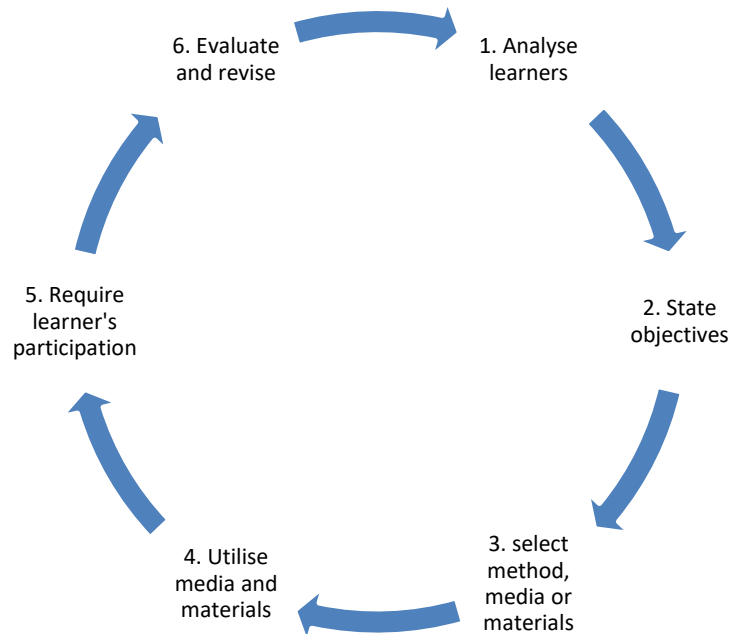 1. Analyse
learners
2. State
objectives
3. select
method,
media or
materials
4. Utilise
media and
materials
5. Require
learner's
participation
6. Evaluate
and revise